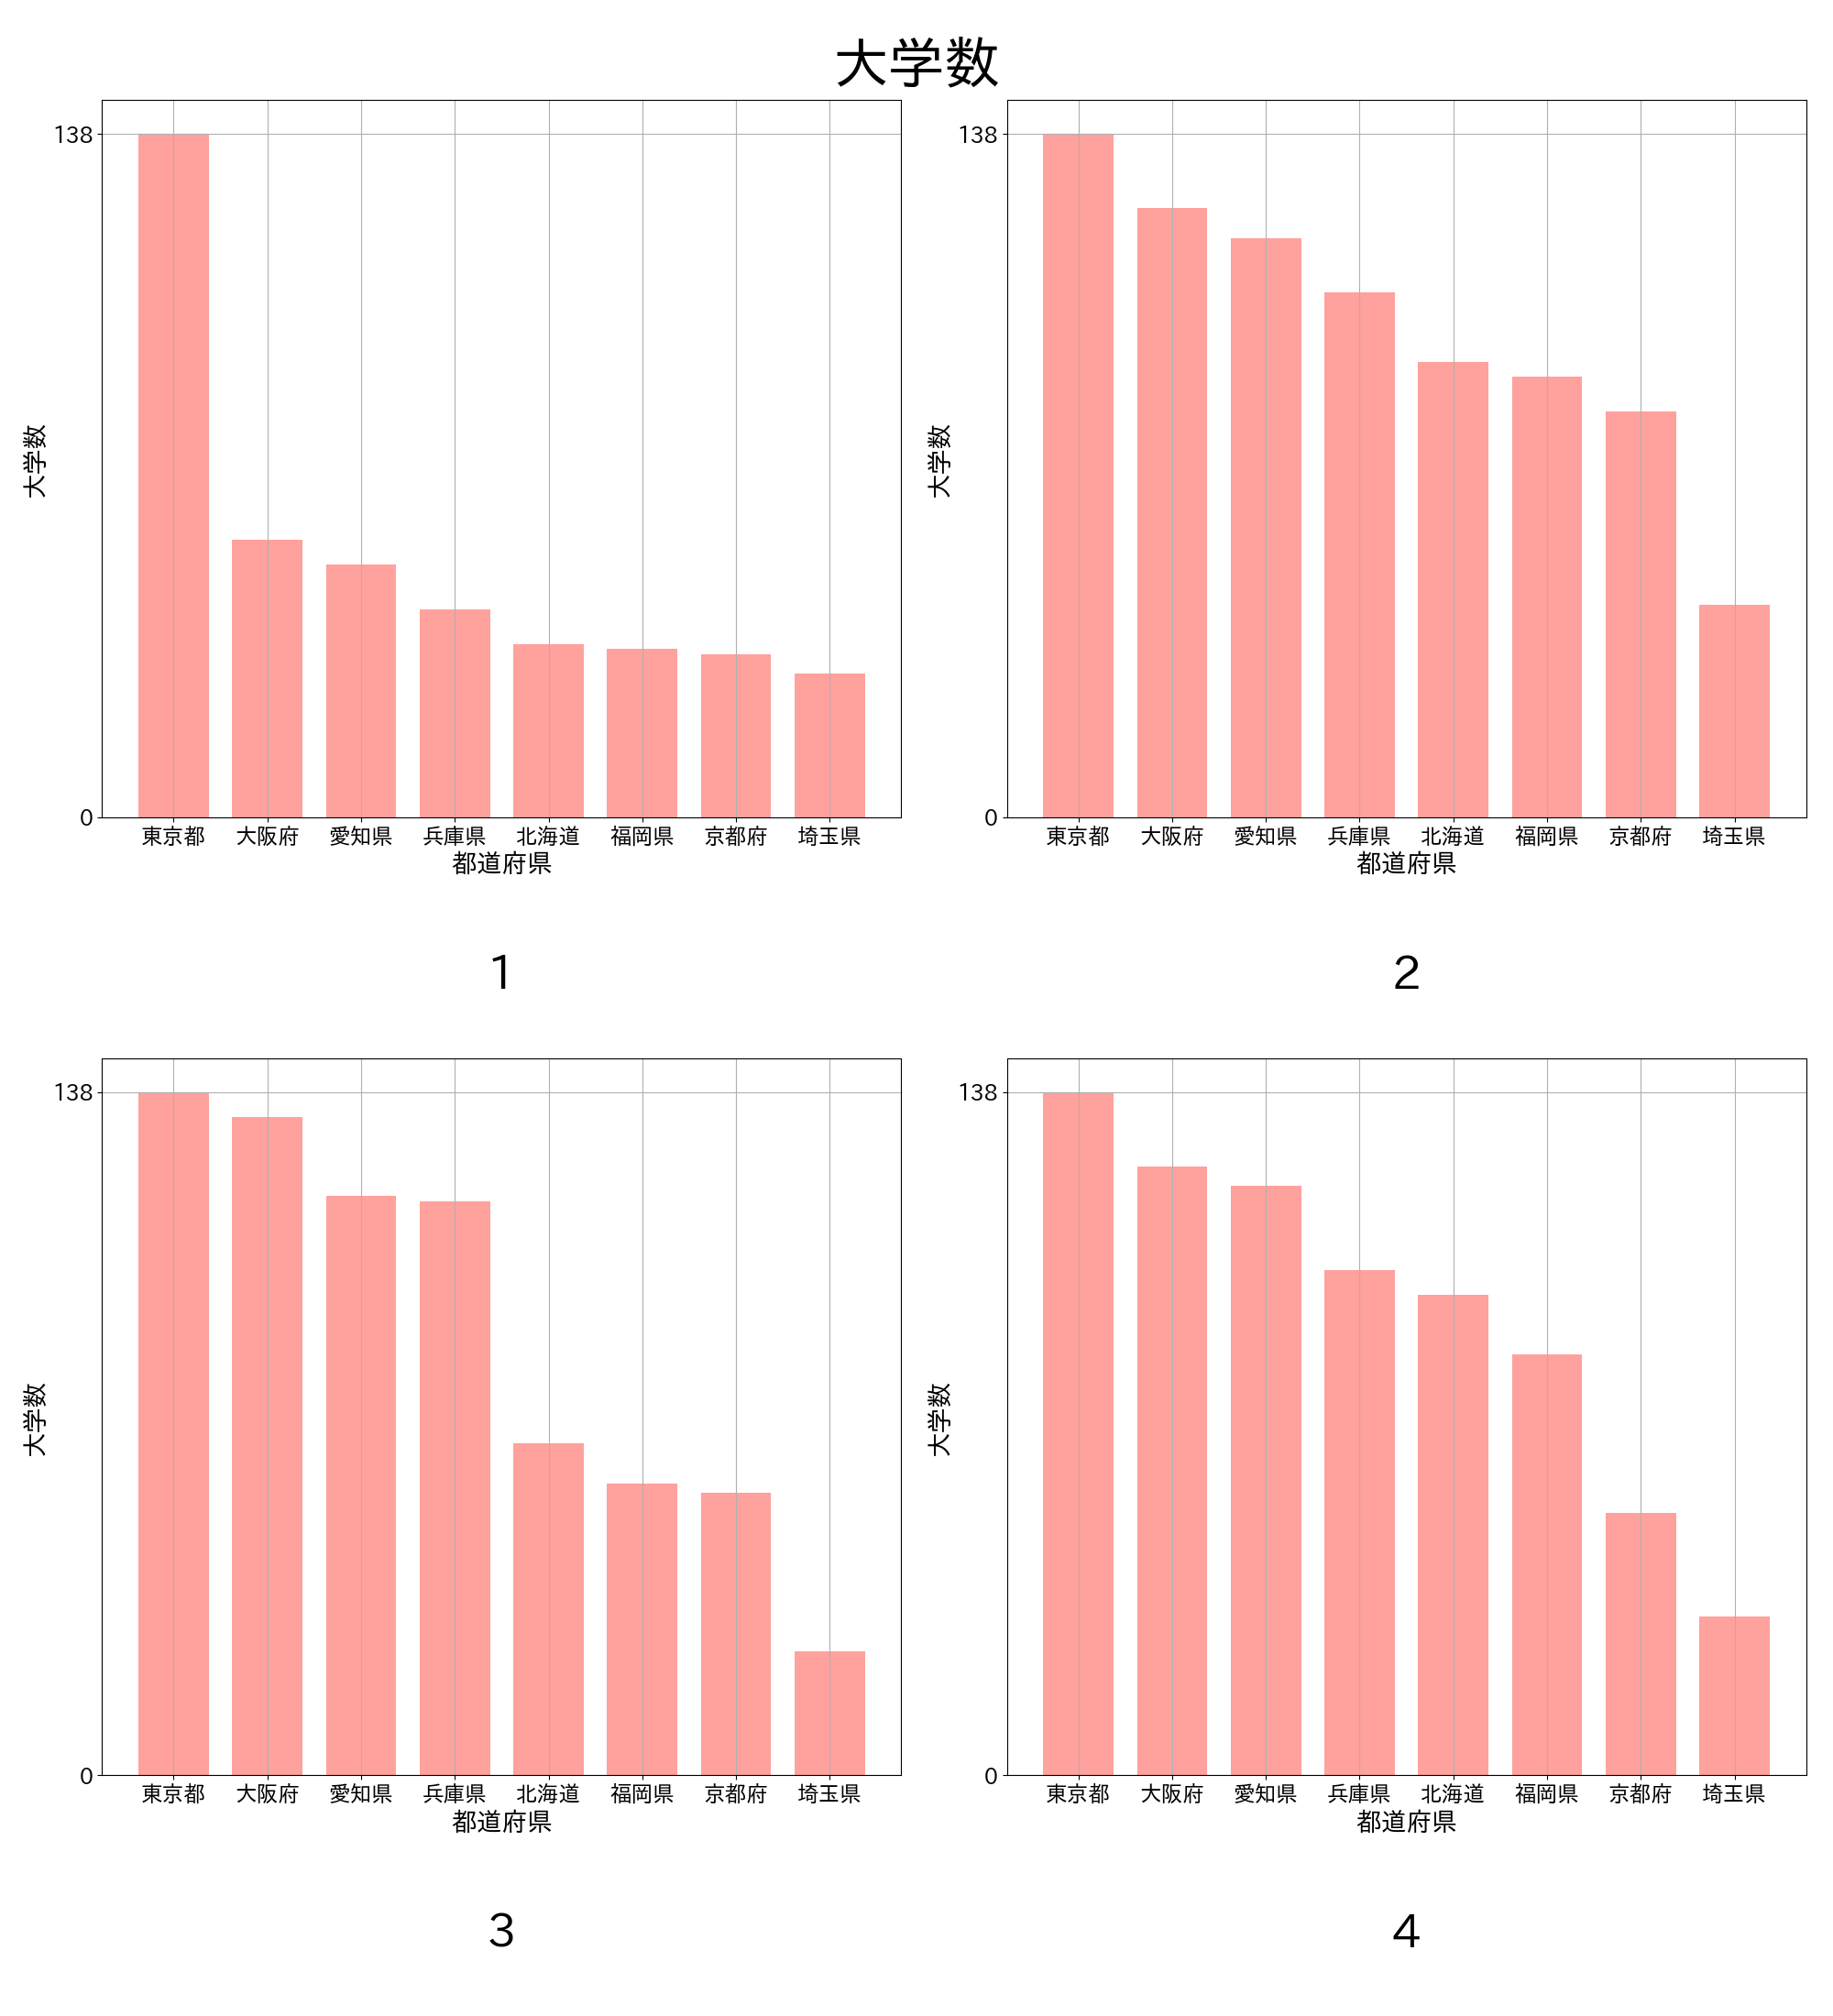 大学数
138
0
大学数
東京都 大阪府 愛知県 兵庫県 北海道 福岡県 京都府 埼玉県
都道府県
1
138
0
大学数
東京都 大阪府 愛知県 兵庫県 北海道 福岡県 京都府 埼玉県
都道府県
2
138
0
大学数
東京都 大阪府 愛知県 兵庫県 北海道 福岡県 京都府 埼玉県
都道府県
3
138
0
大学数
東京都 大阪府 愛知県 兵庫県 北海道 福岡県 京都府 埼玉県
都道府県
4